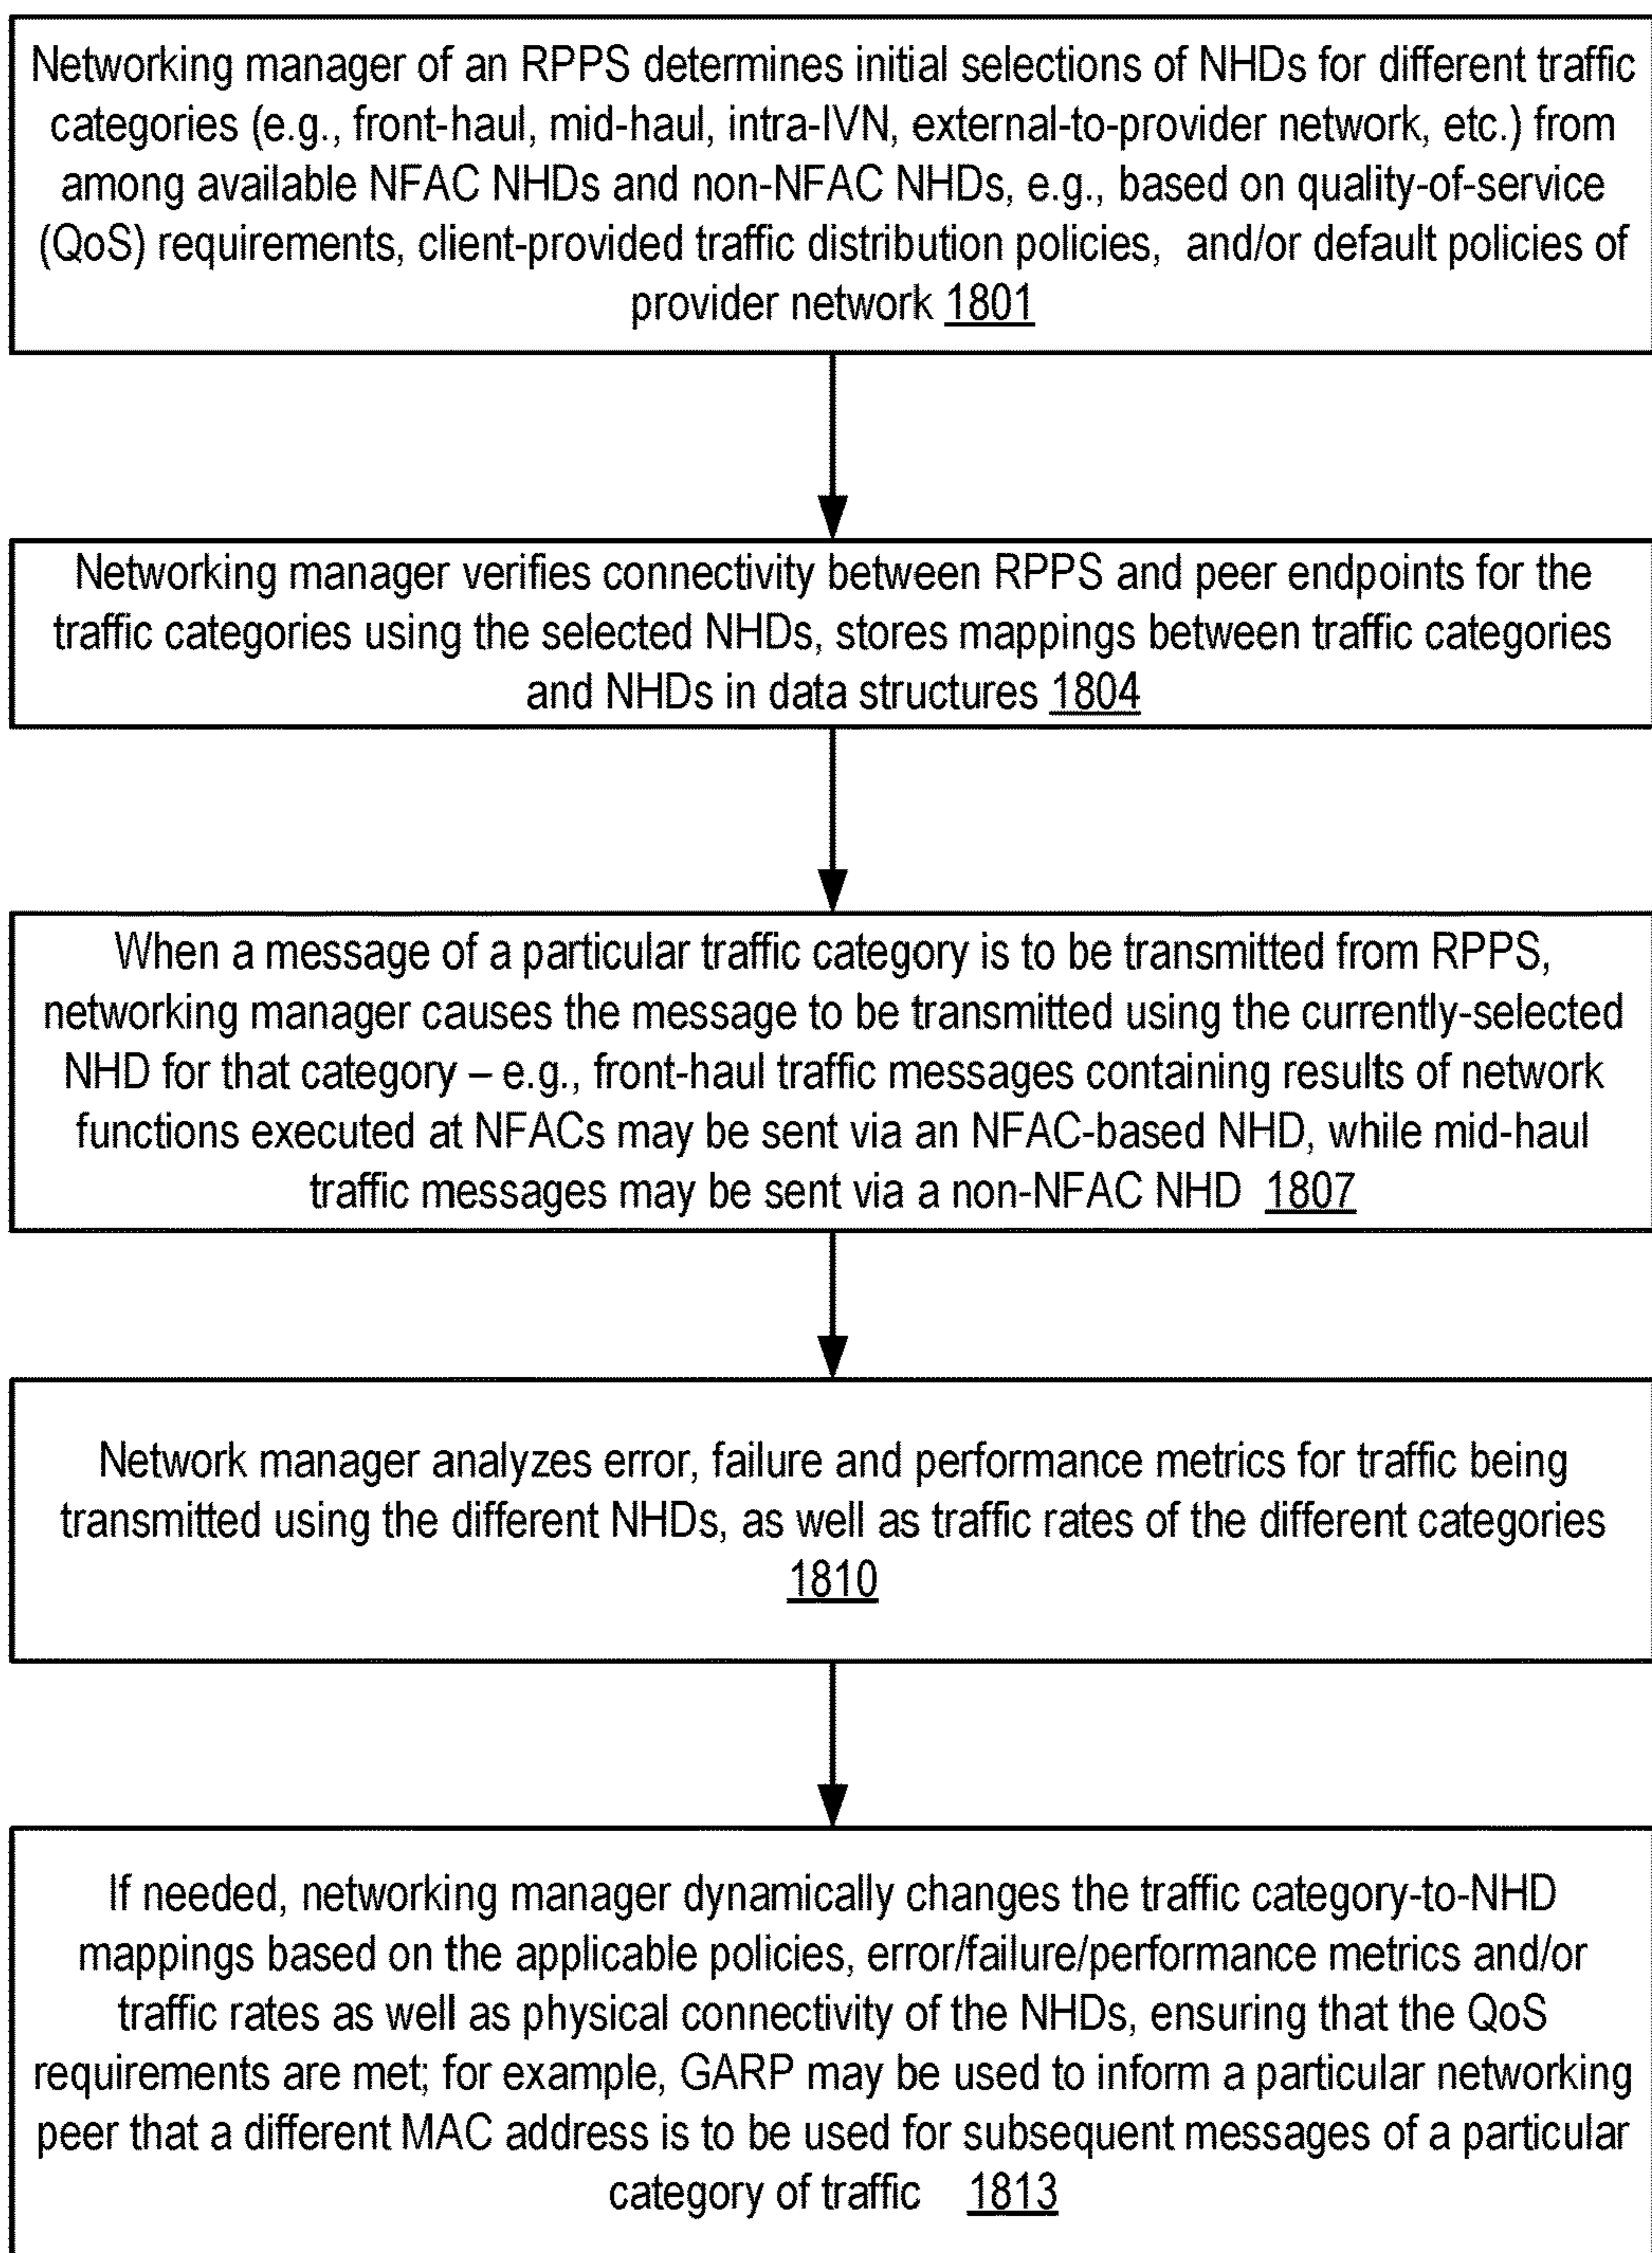 Networking manager of an RPPS determines initial selections of NHDs for different traffic
categories (e.g., front-haul, mid-haul, intra-IVN, external-to-provider network, etc.) from
among available NFAC NHDs and non-NFAC NHDs, e.g., based on quality-of-service
(QoS) requirements, client-provided traffic distribution policies, and/or default policies of
provider network 1801
Networking manager verifies connectivity between RPPS and peer endpoints for the
traffic categories using the selected NHDs, stores mappings between traffic categories
and NHDs in data structures 1804
When a message of a particular traffic category is to be transmitted from RPPS,
networking manager causes the message to be transmitted using the currently-selected
NHD for that category – e.g., front-haul traffic messages containing results of network
functions executed at NFACs may be sent via an NFAC-based NHD, while mid-haul
traffic messages may be sent via a non-NFAC NHD 1807
Network manager analyzes error, failure and performance metrics for traffic being
transmitted using the different NHDs, as well as traffic rates of the different categories
1810
If needed, networking manager dynamically changes the traffic category-to-NHD
mappings based on the applicable policies, error/failure/performance metrics and/or
traffic rates as well as physical connectivity of the NHDs, ensuring that the QoS
requirements are met; for example, GARP may be used to inform a particular networking
peer that a different MAC address is to be used for subsequent messages of a particular
category of traffic 1813